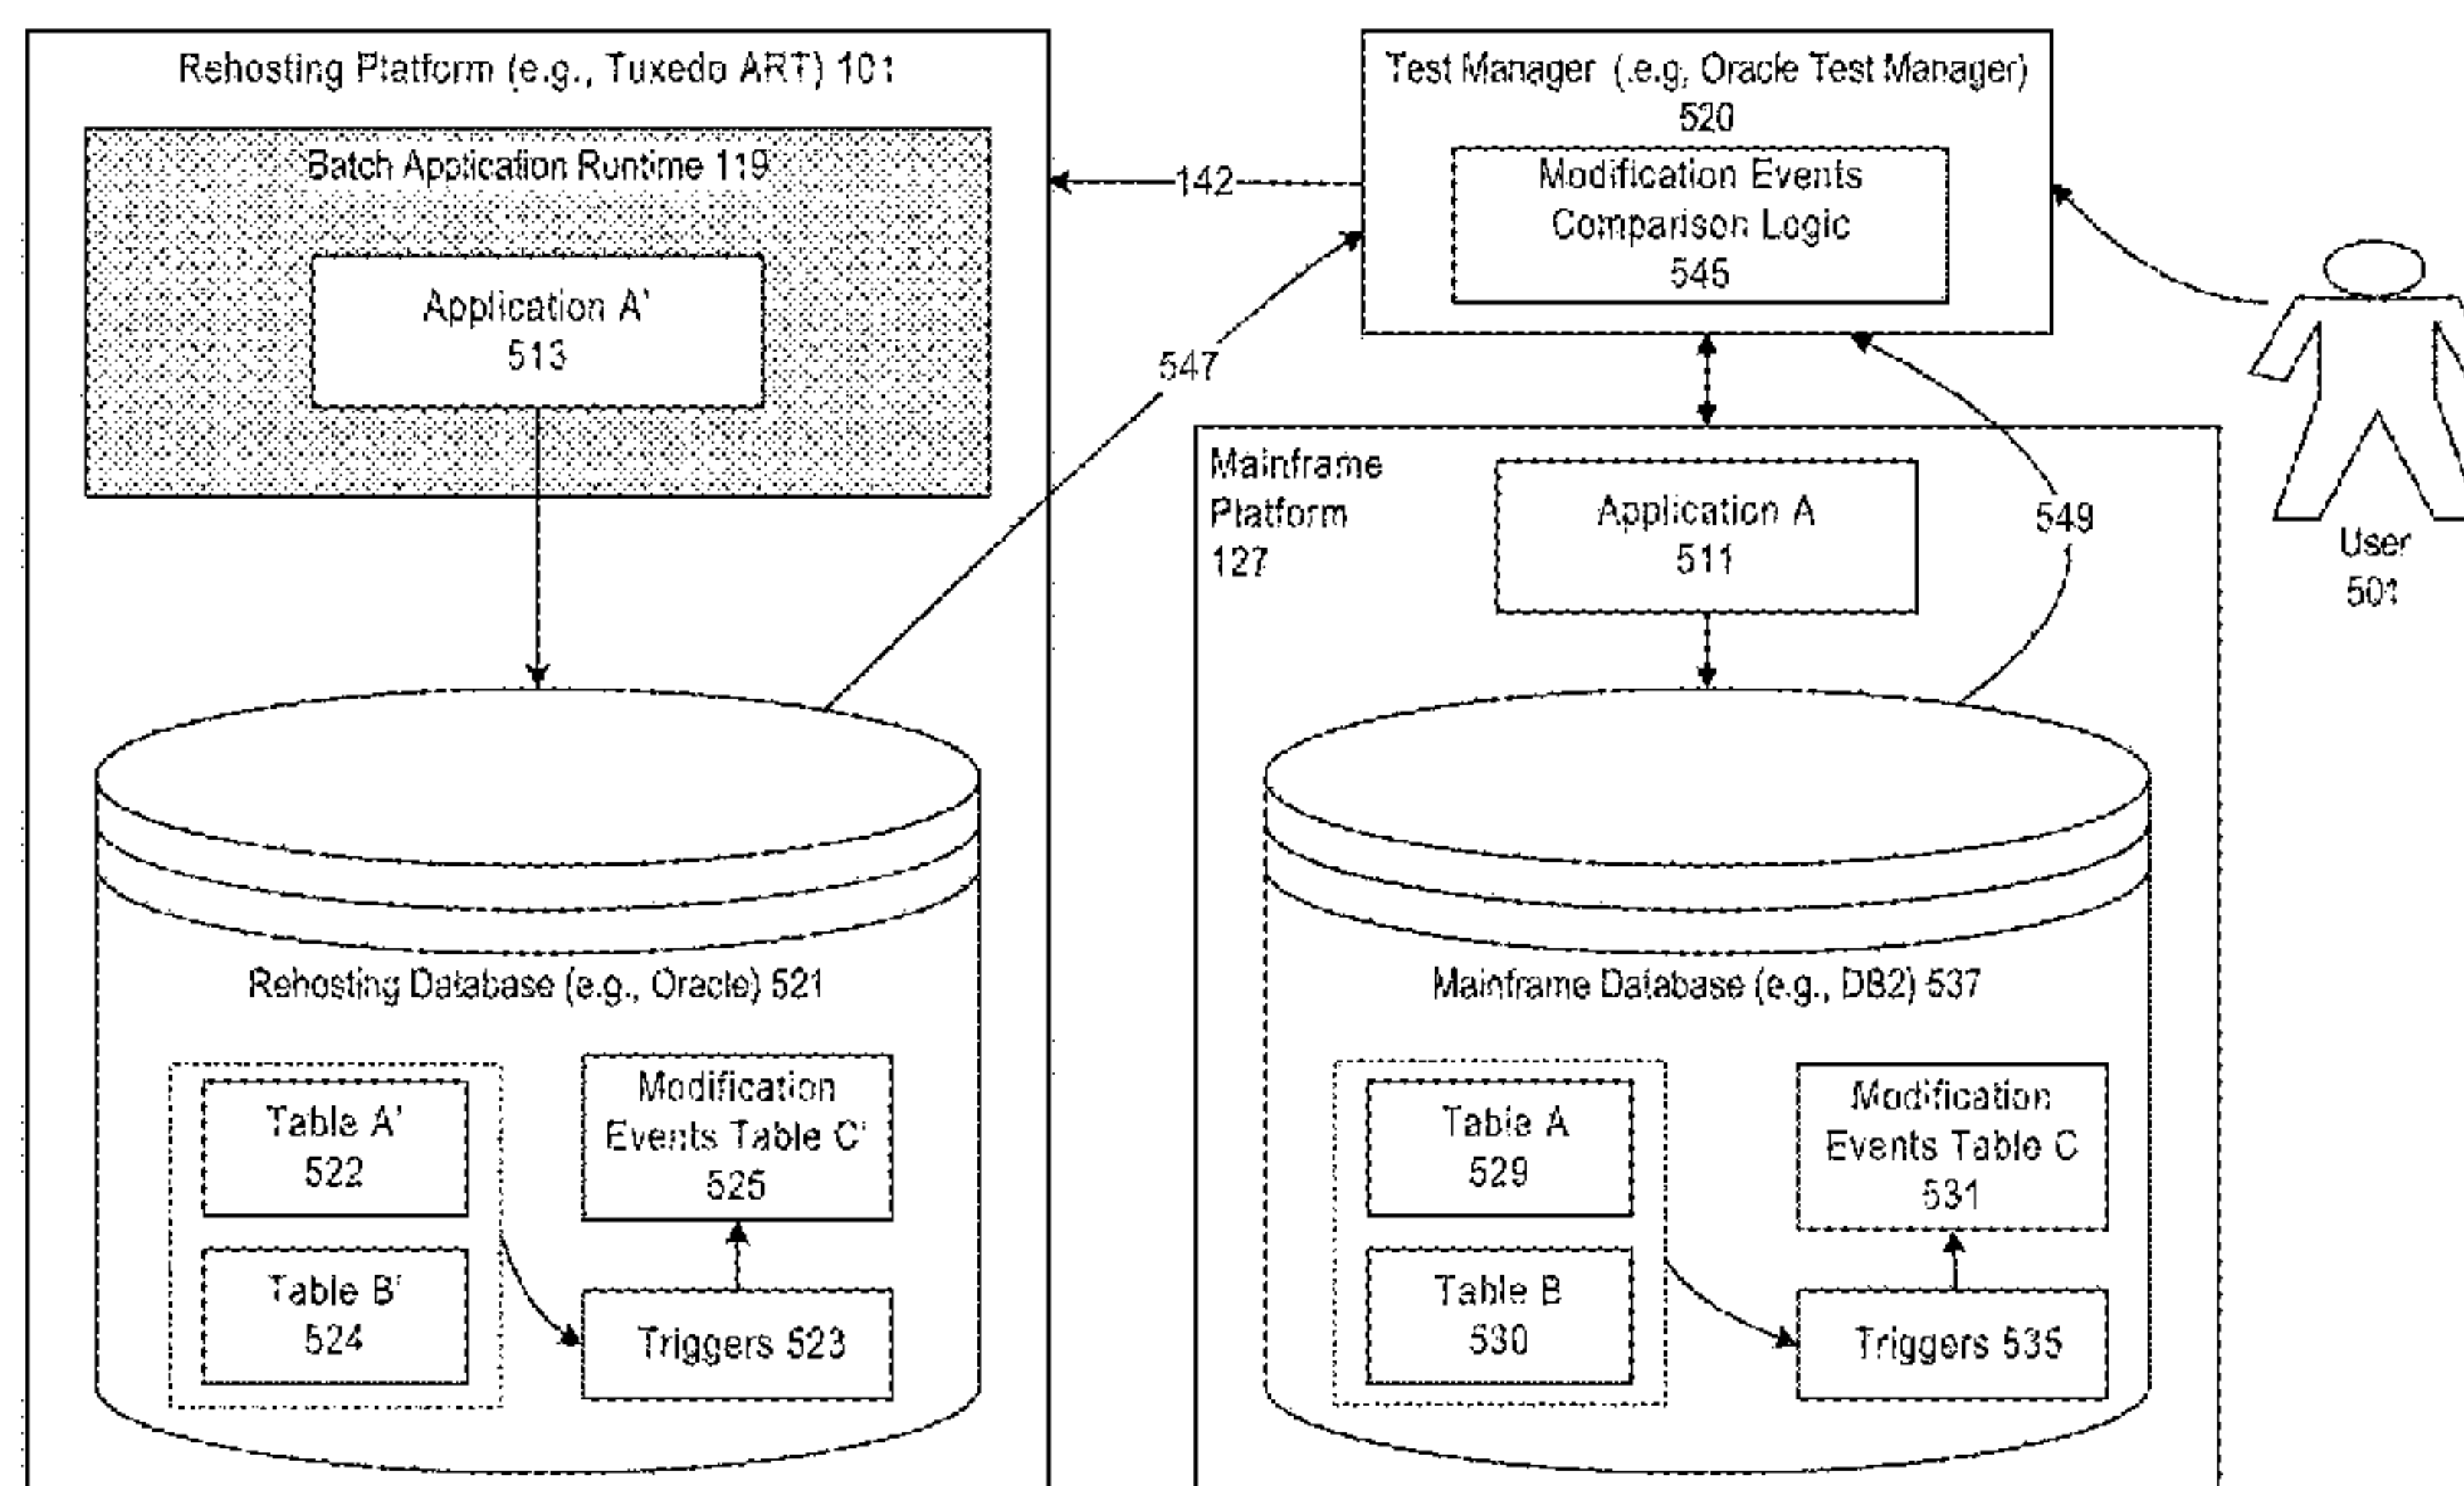 Rehosting Platform (e.g., Tuxedo ART) 101
Batch Application Runtime 119
Application A'
513
142
547
Test Manager (.e.g, Oracle Test Manager)
520
Modification Events
Comparison Logic
545
Mainframe
Platform
127
Application A
511
549
User
501
Rehosting Database (e.g., Oracle) 521
Table A'
522
Table B'
524
Modification
Events Table C'
525
Triggers 523
Mainframe Database (e.g., DB2) 537
Table A
529
Table B
530
Modification
Events Table C
531
Triggers 535